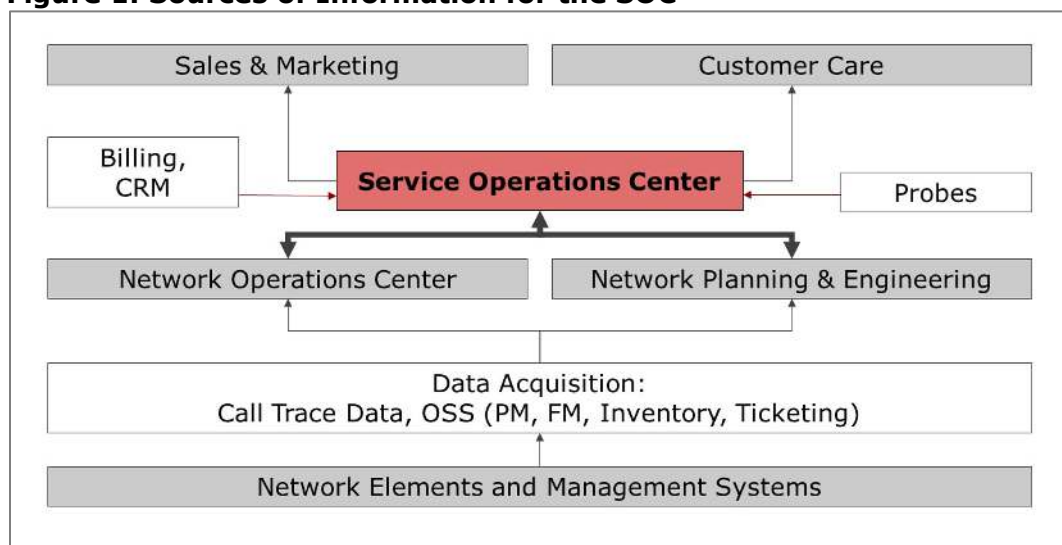 Figure 1: Sources of Information for the SOC
Sales & Marketing
Customer Care
Billing,
CRM
Service Operations Center
Probes
Network Operations Center
Network Planning & Engineering
Data Acquisition:
Call Trace Data, OSS (PM, FM, Inventory, Ticketing)
Network Elements and Management Systems